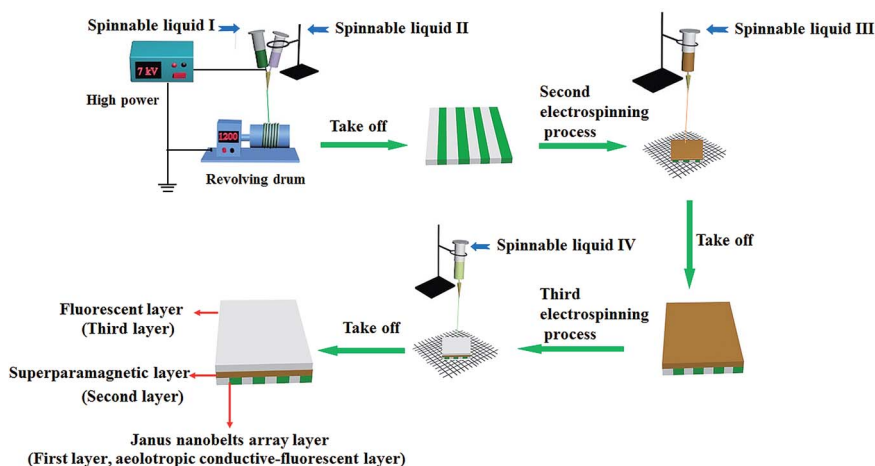 Spinnable liquid I
Spinnable liquid II
7 kV
High power
1200
Revolving drum
Take off
Second
electrospinning
process
Spinnable liquid III
Take off
Spinnable liquid IV
Third
electrospinning
process
Take off
Fluorescent layer
(Third layer)
Superparamagnetic layer
(Second layer)
Janus nanobelts array layer
(First layer, aeolotropic conductive-fluorescent layer)